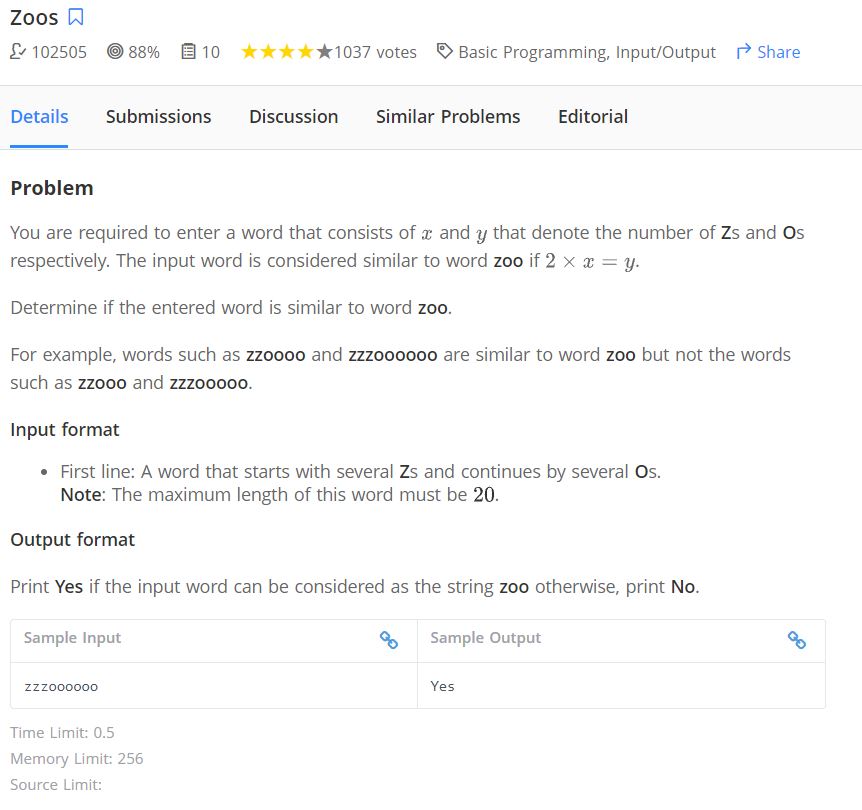 Zoos
102505 88% 10 1037 votes Basic Programming, Input/Output Share
Details Submissions Discussion Similar Problems Editorial
Problem
You are required to enter a word that consists of x and y that denote the number of Zs and Os
respectively. The input word is considered similar to word zoo if 2 × x = y.
Determine if the entered word is similar to word zoo.
For example, words such as zzoooo and zzzoooooo are similar to word zoo but not the words
such as zzooo and zzzooooo.
Input format
• First line: A word that starts with several Zs and continues by several Os.
Note: The maximum length of this word must be 20.
Output format
Print Yes if the input word can be considered as the string zoo otherwise, print No.
Sample Input Sample Output
zzzoooooo Yes
Time Limit: 0.5
Memory Limit: 256
Source Limit: